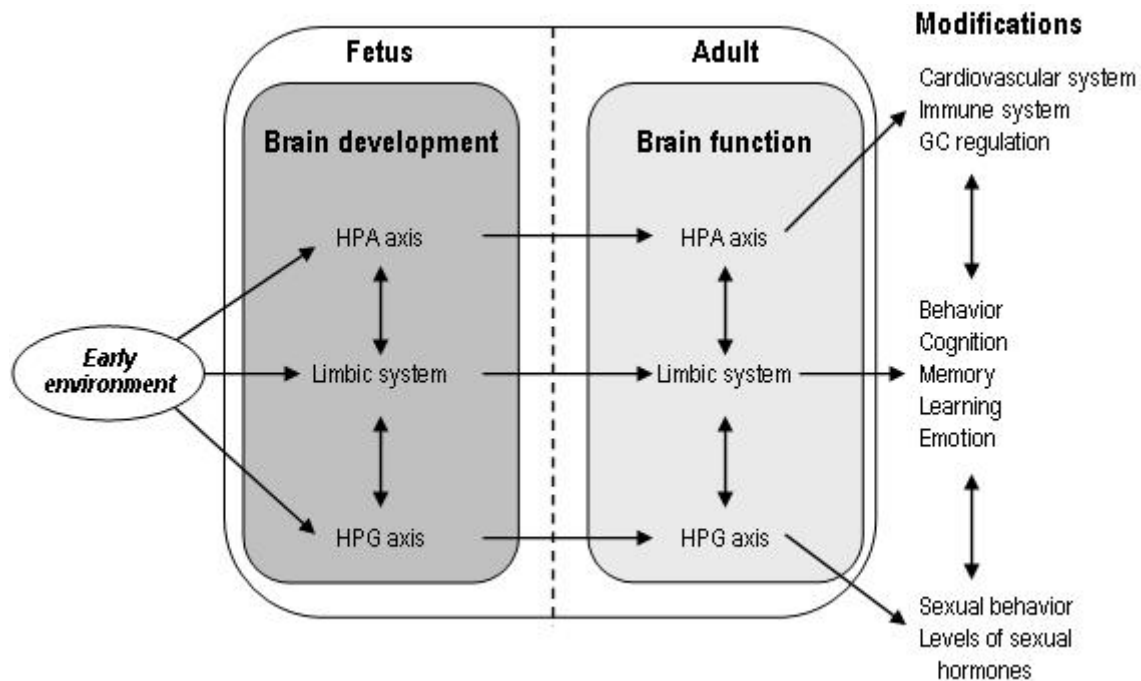 Modifications
Fetus
Adult
Cardiovascular system
Immune system
GC regulation
Brain development
Brain function
HPA axis
HPA axis
Early
environment
Limbic system
Limbic system
Behavior
Cognition
Memory
Learning
Emotion
HPG axis
HPG axis
Sexual behavior
Levels of sexual
hormones